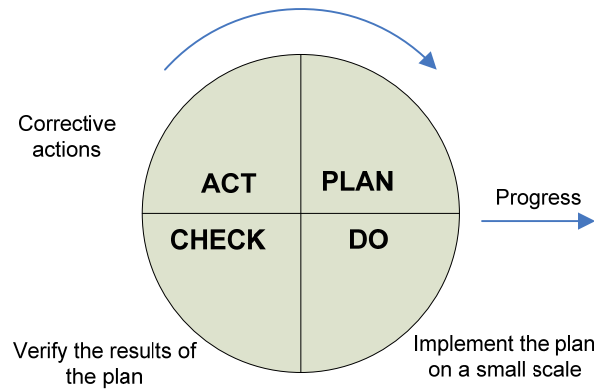 Corrective
actions
ACT
PLAN
Progress
CHECK
DO
Verify the results of
the plan
Implement the plan
on a small scale